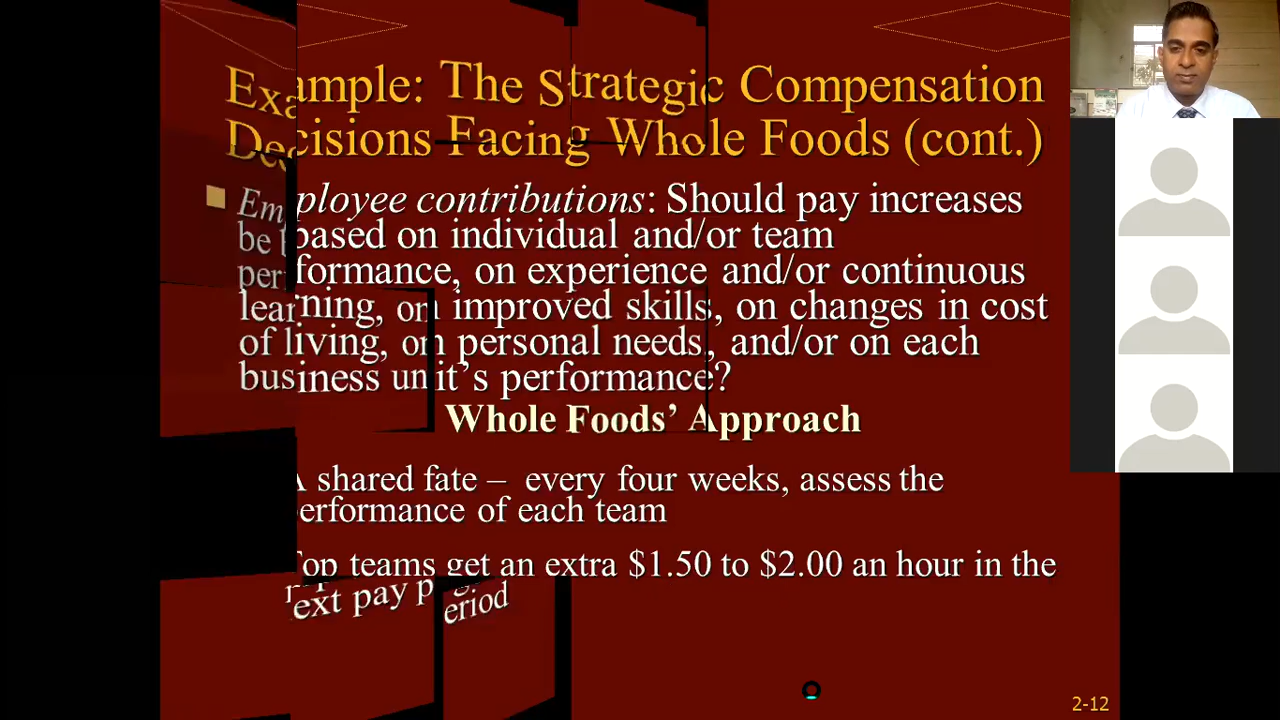 Example: The Strategic Compensation
Decisions Facing Whole Foods (cont.)
Employee contributions: Should pay increases
be based on individual and/or team
performance, on experience and/or continuous
learning, on improved skills, on changes in cost
of living, on personal needs, and/or on each
business unit's performance?
Whole Foods' Approach
A shared fate – every four weeks, assess the
performance of each team
Top teams get an extra $1.50 to $2.00 an hour in the
next pay period
2-12